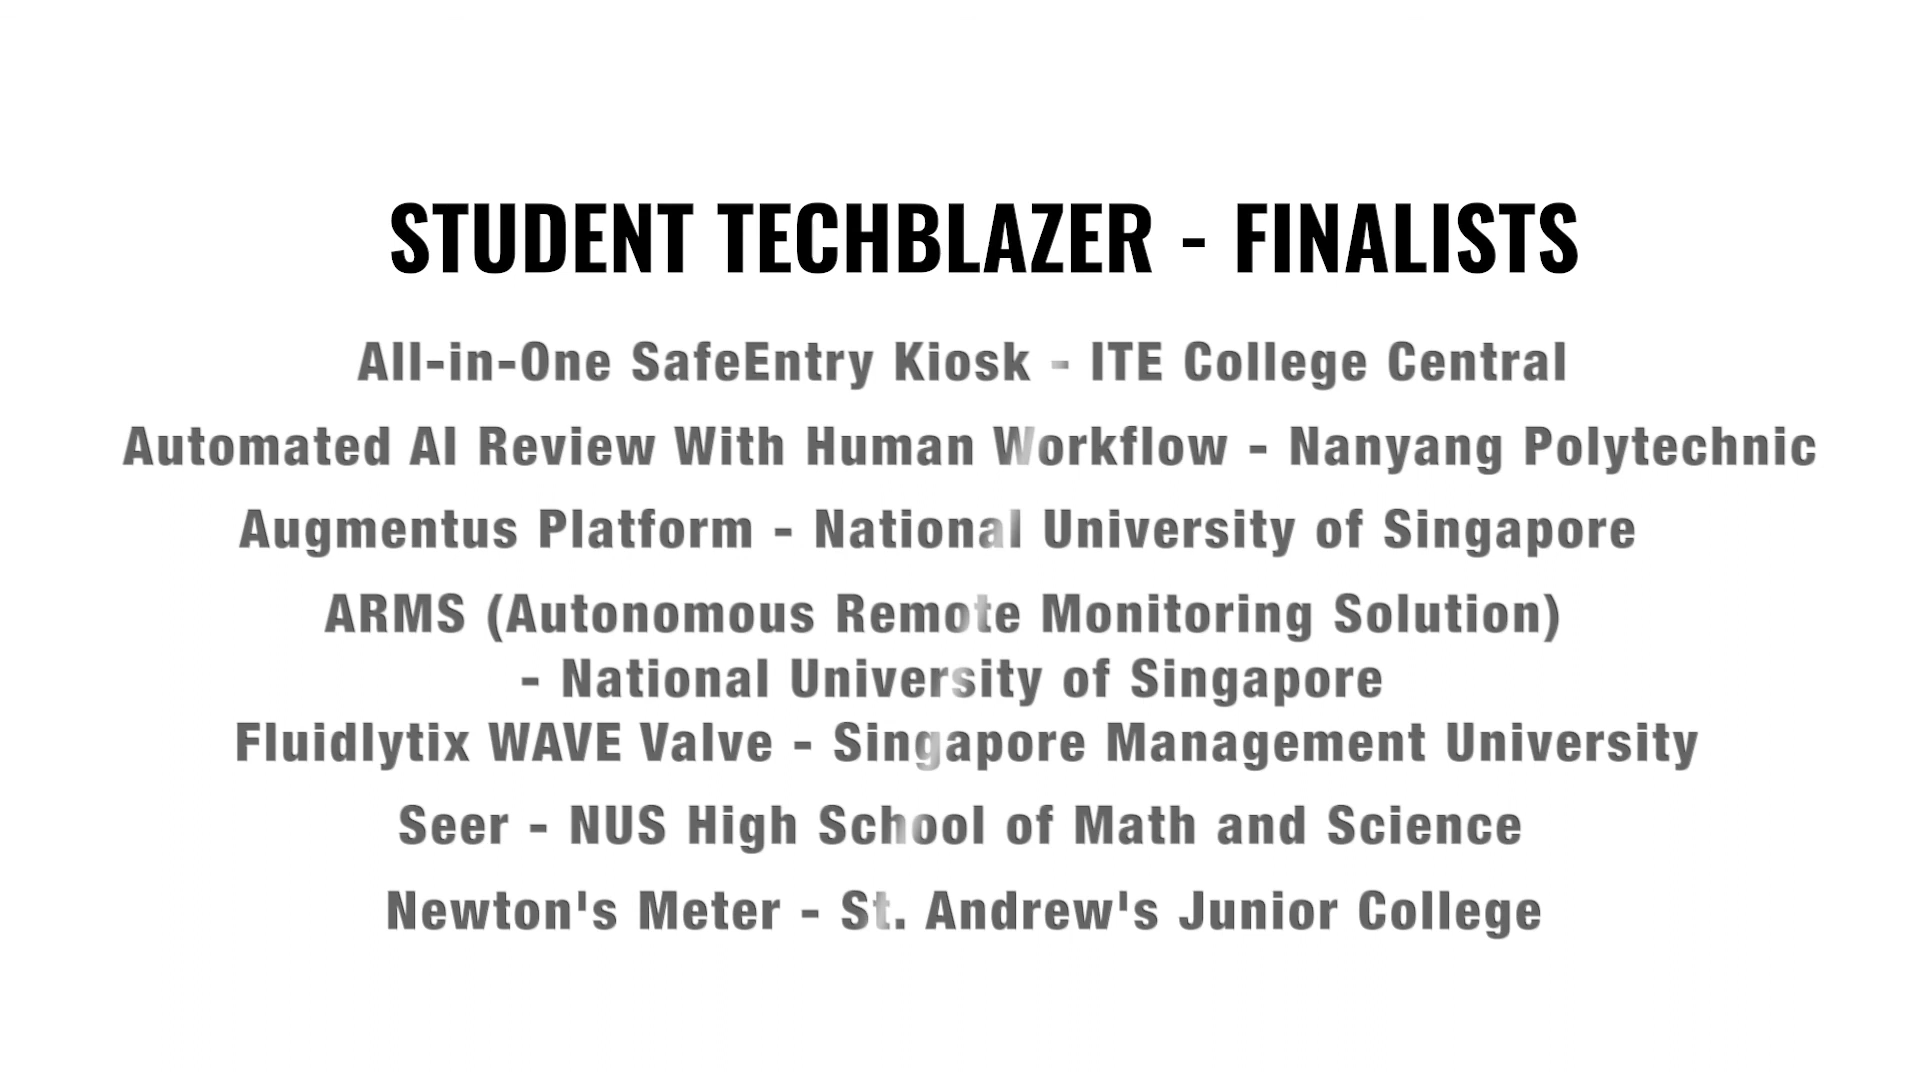 STUDENT TECHBLAZER - FINALISTS
All-in-One SafeEntry Kiosk - ITE College Central
Automated AI Review With Human Workflow - Nanyang Polytechnic
Augmentus Platform - National University of Singapore
ARMS (Autonomous Remote Monitoring Solution)
- National University of Singapore
Fluidlytix WAVE Valve - Singapore Management University
Seer - NUS High School of Math and Science
Newton's Meter - St. Andrew's Junior College